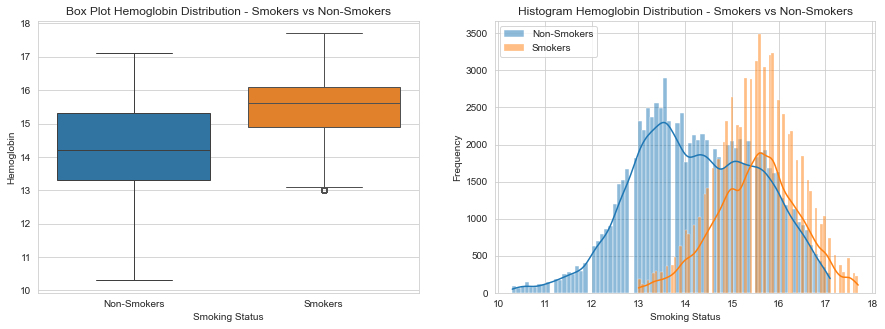 Box Plot Hemoglobin Distribution - Smokers vs Non-Smokers
18
17
16
15
14
13
12
11
10
Hemoglobin
Non-Smokers
Smokers
Smoking Status
Histogram Hemoglobin Distribution - Smokers vs Non-Smokers
Non-Smokers
Smokers
3500
3000
2500
2000
1500
1000
500
0
Frequency
10
11
12
13
14
15
16
17
18
Smoking Status